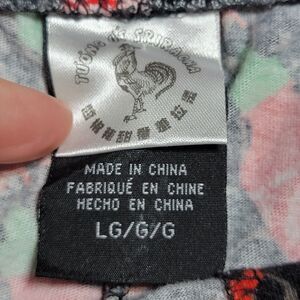 TƯƠNG ỚT SRIRACHA
MADE IN CHINA
FABRIQUÉ EN CHINE
HECHO EN CHINA
LG/G/G